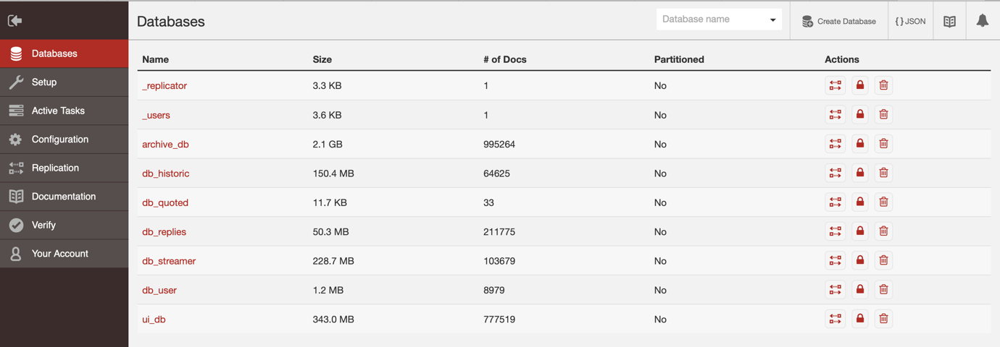 Databases
Database name
Create Database
{ } JSON
Databases
Setup
Active Tasks
Configuration
Replication
Documentation
Verify
Your Account
Name Size # of Docs Partitioned Actions
_replicator 3.3 KB 1 No
_users 3.6 KB 1 No
archive_db 2.1 GB 995264 No
db_historic 150.4 MB 64625 No
db_quoted 11.7 KB 33 No
db_replies 50.3 MB 211775 No
db_streamer 228.7 MB 103679 No
db_user 1.2 MB 8979 No
ui_db 343.0 MB 777519 No